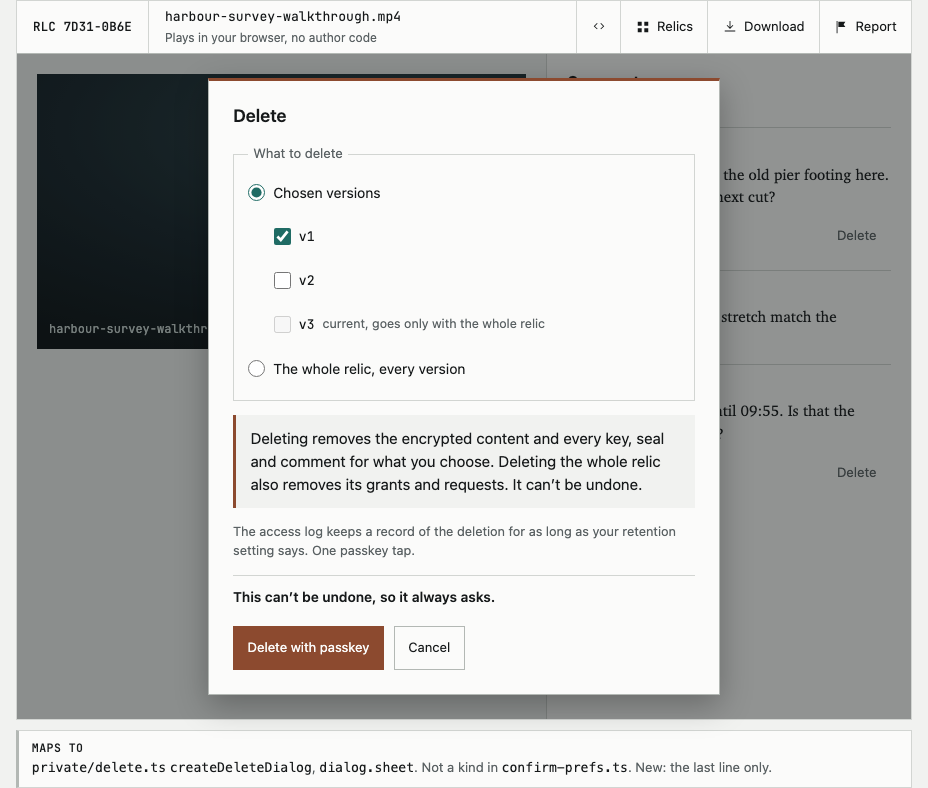 RLC 7D31-0B6E
harbour-survey-walkthrough.mp4
Plays in your browser, no author code
Relics
Download
Report
harbour-survey-walkthr
Delete
What to delete
Chosen versions
v1
v2
v3 current, goes only with the whole relic
The whole relic, every version
Deleting removes the encrypted content and every key, seal
and comment for what you choose. Deleting the whole relic
also removes its grants and requests. It can’t be undone.
The access log keeps a record of the deletion for as long as your retention
setting says. One passkey tap.
This can’t be undone, so it always asks.
Delete with passkey
Cancel
the old pier footing here.
next cut?
Delete
stretch match the
09:55. Is that the
Delete
MAPS TO
private/delete.ts createDeleteDialog, dialog.sheet. Not a kind in confirm-prefs.ts. New: the last line only.